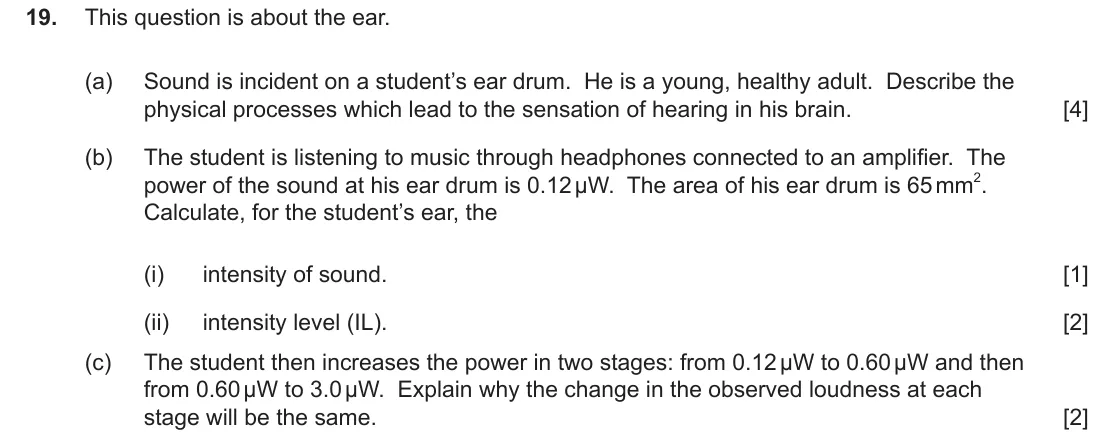 19. This question is about the ear.
(a) Sound is incident on a student’s ear drum. He is a young, healthy adult. Describe the
physical processes which lead to the sensation of hearing in his brain. [4]
(b) The student is listening to music through headphones connected to an amplifier. The
power of the sound at his ear drum is 0.12 µW. The area of his ear drum is 65 mm².
Calculate, for the student’s ear, the
(i) intensity of sound. [1]
(ii) intensity level (IL). [2]
(c) The student then increases the power in two stages: from 0.12 µW to 0.60 µW and then
from 0.60 µW to 3.0 µW. Explain why the change in the observed loudness at each
stage will be the same. [2]